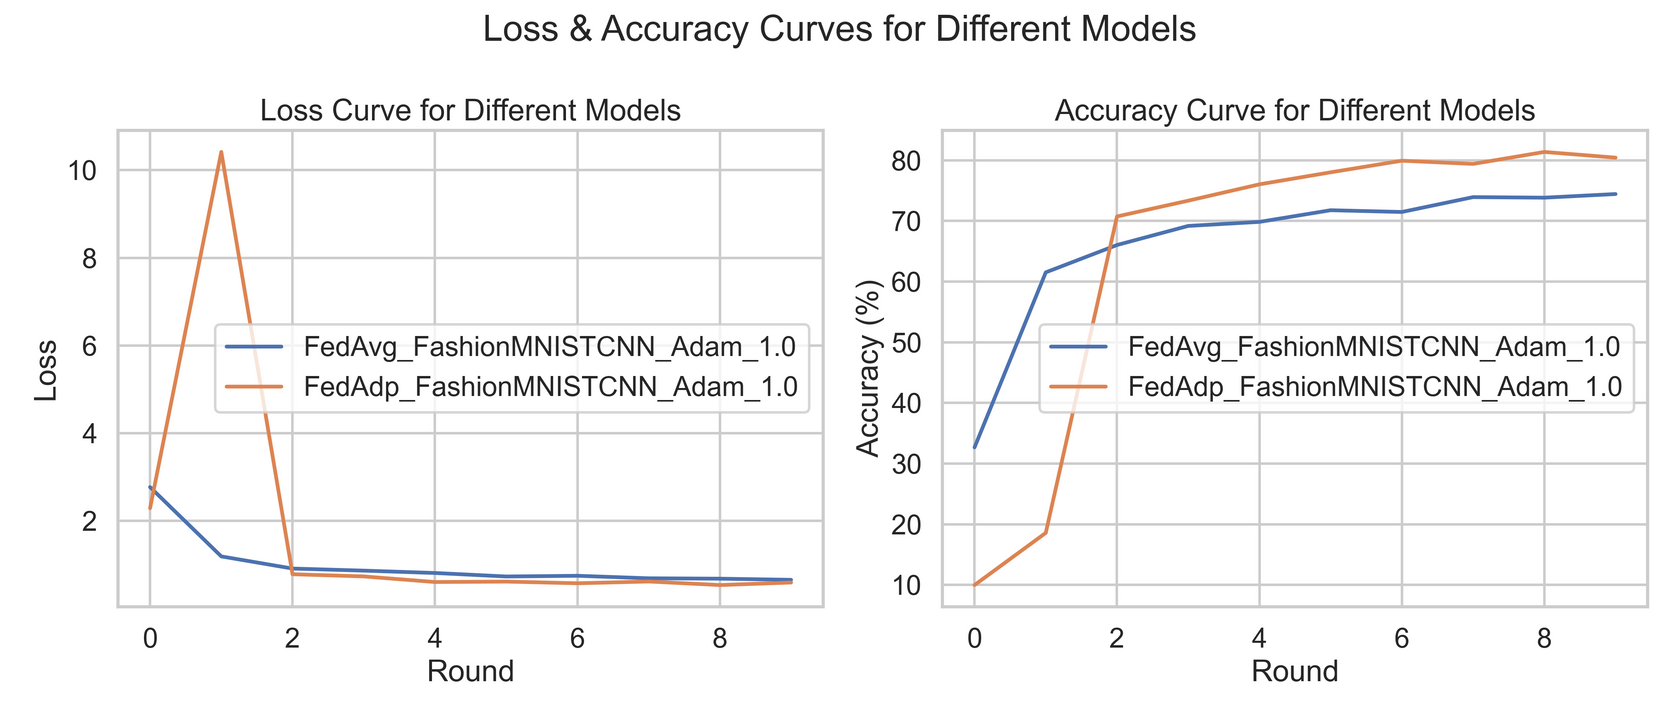 Loss & Accuracy Curves for Different Models
Loss Curve for Different Models
Loss
10
8
6
4
2
FedAvg_FashionMNISTCNN_Adam_1.0
FedAdp_FashionMNISTCNN_Adam_1.0
0 2 4 6 8
Round
Accuracy Curve for Different Models
Accuracy (%)
80
70
60
50
40
30
20
10
FedAvg_FashionMNISTCNN_Adam_1.0
FedAdp_FashionMNISTCNN_Adam_1.0
0 2 4 6 8
Round